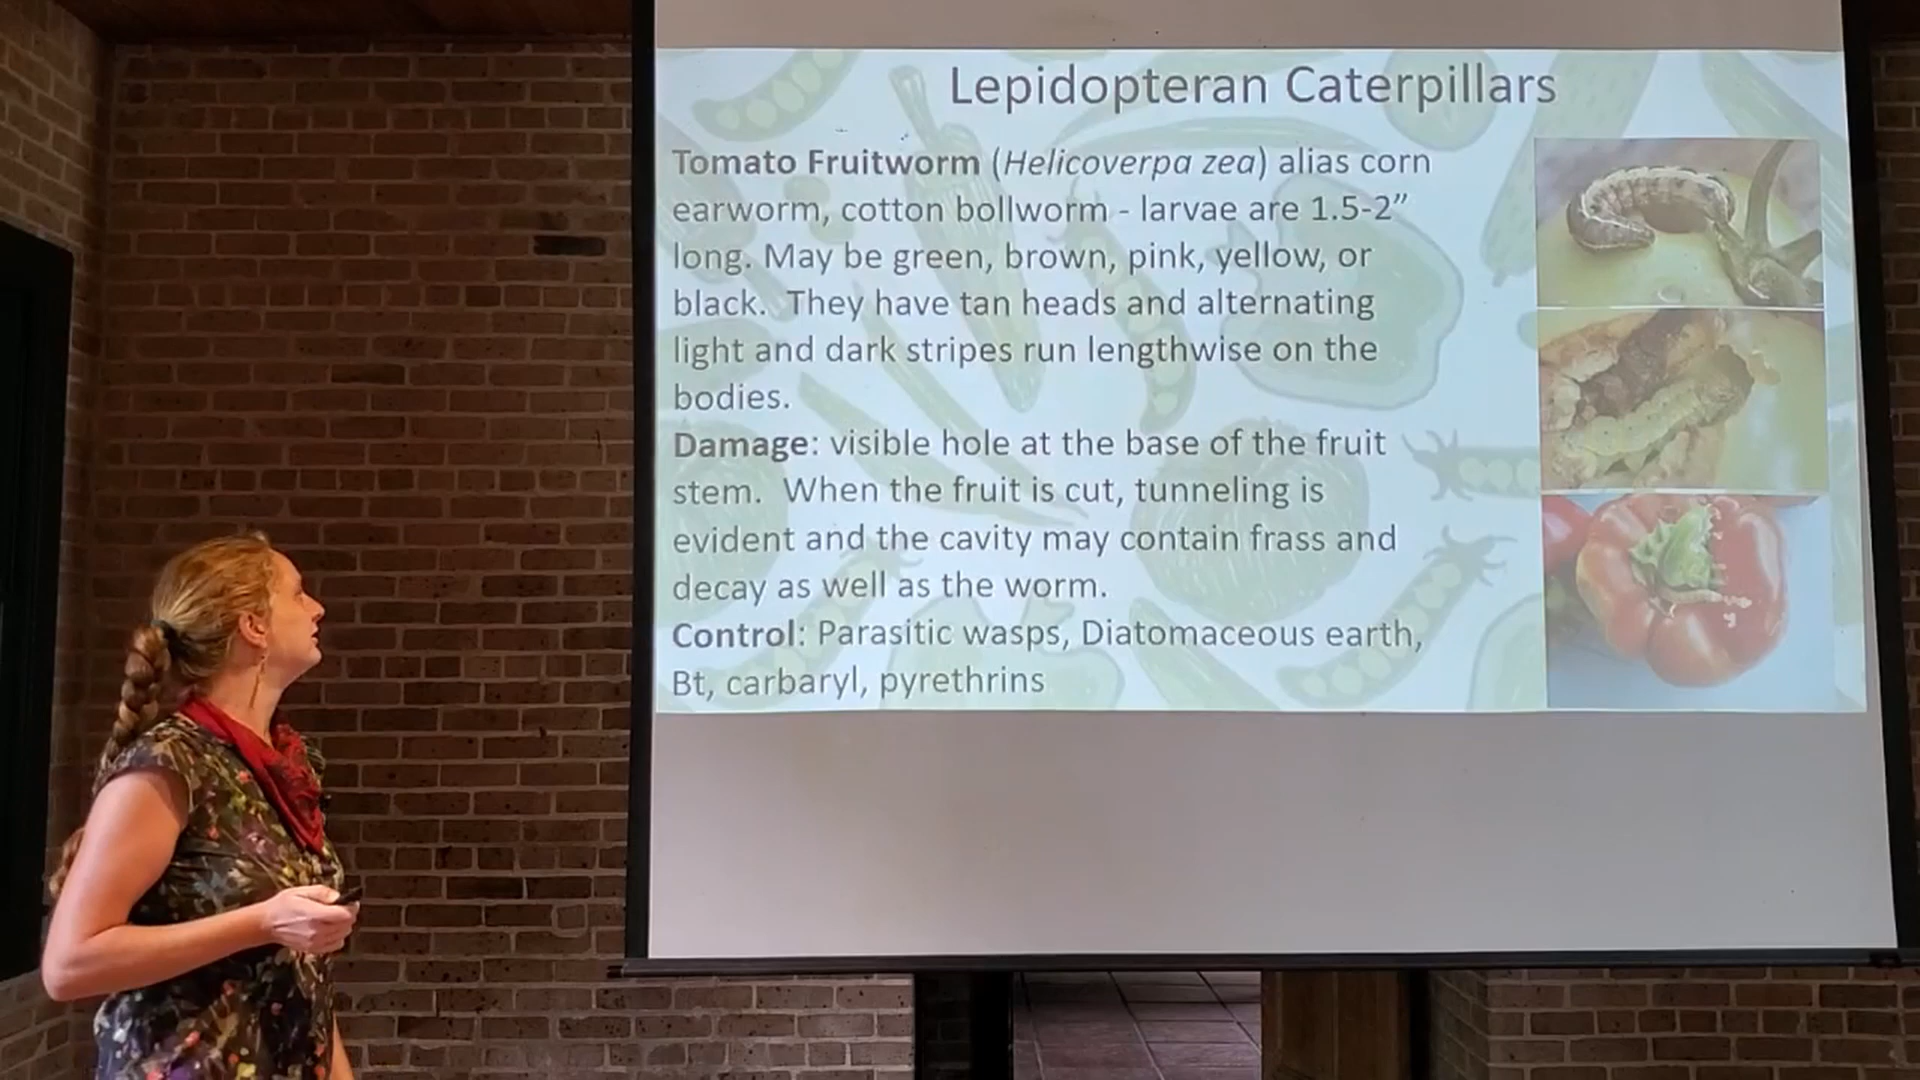 Lepidopteran Caterpillars
Tomato Fruitworm (Helicoverpa zea) alias corn
earworm, cotton bollworm - larvae are 1.5-2”
long. May be green, brown, pink, yellow, or
black. They have tan heads and alternating
light and dark stripes run lengthwise on the
bodies.
Damage: visible hole at the base of the fruit
stem. When the fruit is cut, tunneling is
evident and the cavity may contain frass and
decay as well as the worm.
Control: Parasitic wasps, Diatomaceous earth,
Bt, carbaryl, pyrethrins